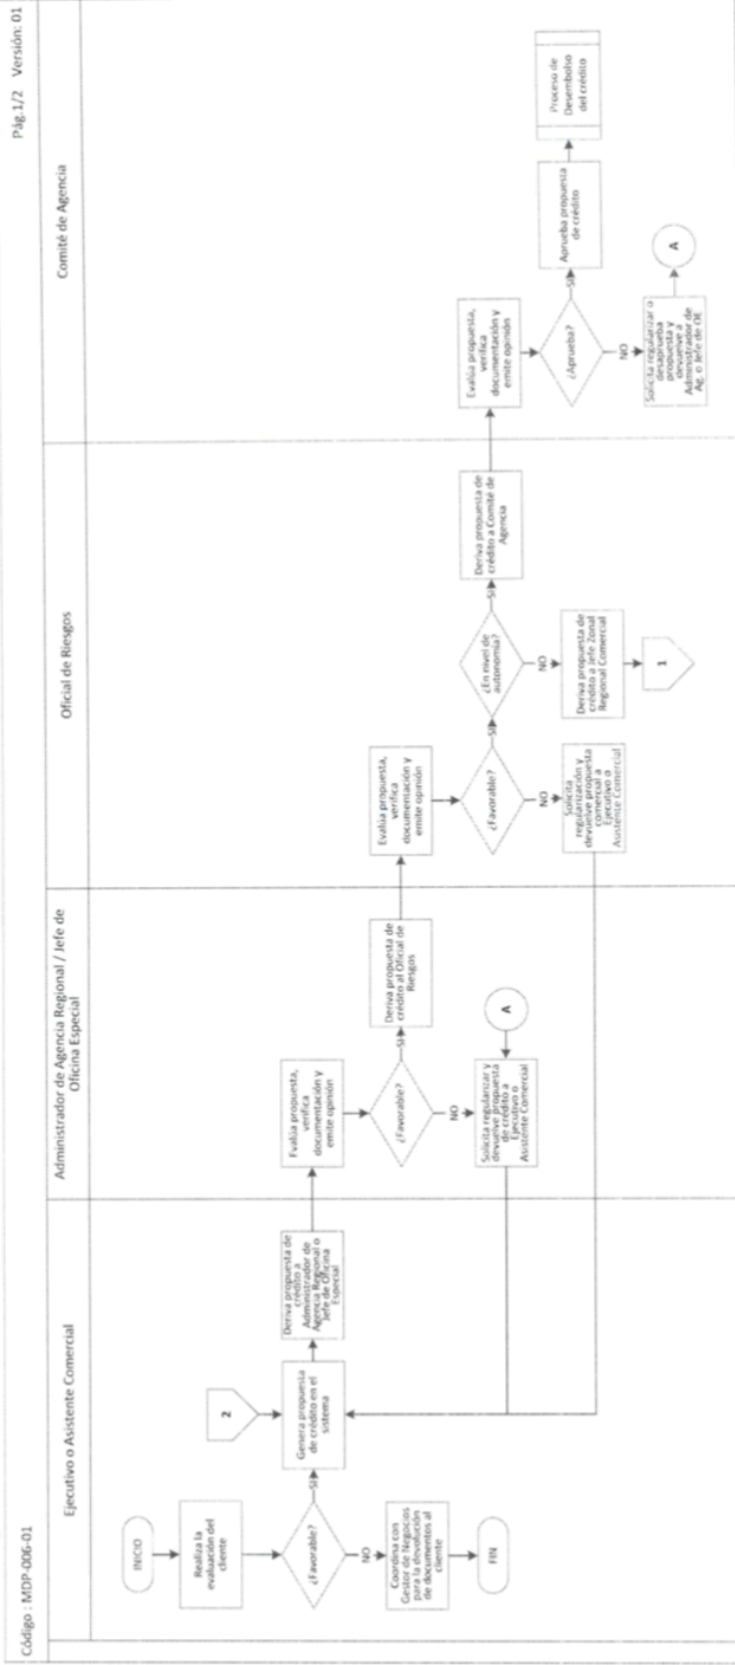 Código : MDP-006-01
Pág.1/2 Versión: 01
Ejecutivo o Asistente Comercial
Administrador de Agencia Regional / Jefe de
Oficina Especial
Oficial de Riesgos
Comité de Agencia
INICIO
Realiza la
evaluación del
cliente
¿Favorable?
SI
NO
Coordina con
Gestor de Negocios
para la devolución
de documentos al
cliente
FIN
2
Genera propuesta
de crédito en el
sistema
Deriva propuesta de
crédito a
Administrador de
Agencia Regional o
Jefe de Oficina
Especial
Evalúa propuesta,
verifica
documentación y
emite opinión
¿Favorable?
SI
NO
Deriva propuesta de
crédito al Oficial de
Riesgos
A
Solicita regularizar y
devuelve propuesta
de crédito a
Ejecutivo o
Asistente Comercial
Evalúa propuesta,
verifica
documentación y
emite opinión
¿Favorable?
SI
NO
Solicita
regularización y
devuelve propuesta
comercial a
Ejecutivo o
Asistente Comercial
¿En nivel de
autonomía?
SI
NO
Deriva propuesta de
crédito a Jefe Zonal
Regional Comercial
1
Deriva propuesta de
crédito a Comité de
Agencia
Evalúa propuesta,
verifica
documentación y
emite opinión
¿Aprueba?
SI
NO
Aprueba propuesta
de crédito
Proceso de
Desembolso
del crédito
Solicita regularizar o
desaprueba
propuesta y
devuelve a
Administrador de
Ag. o Jefe de OE
A